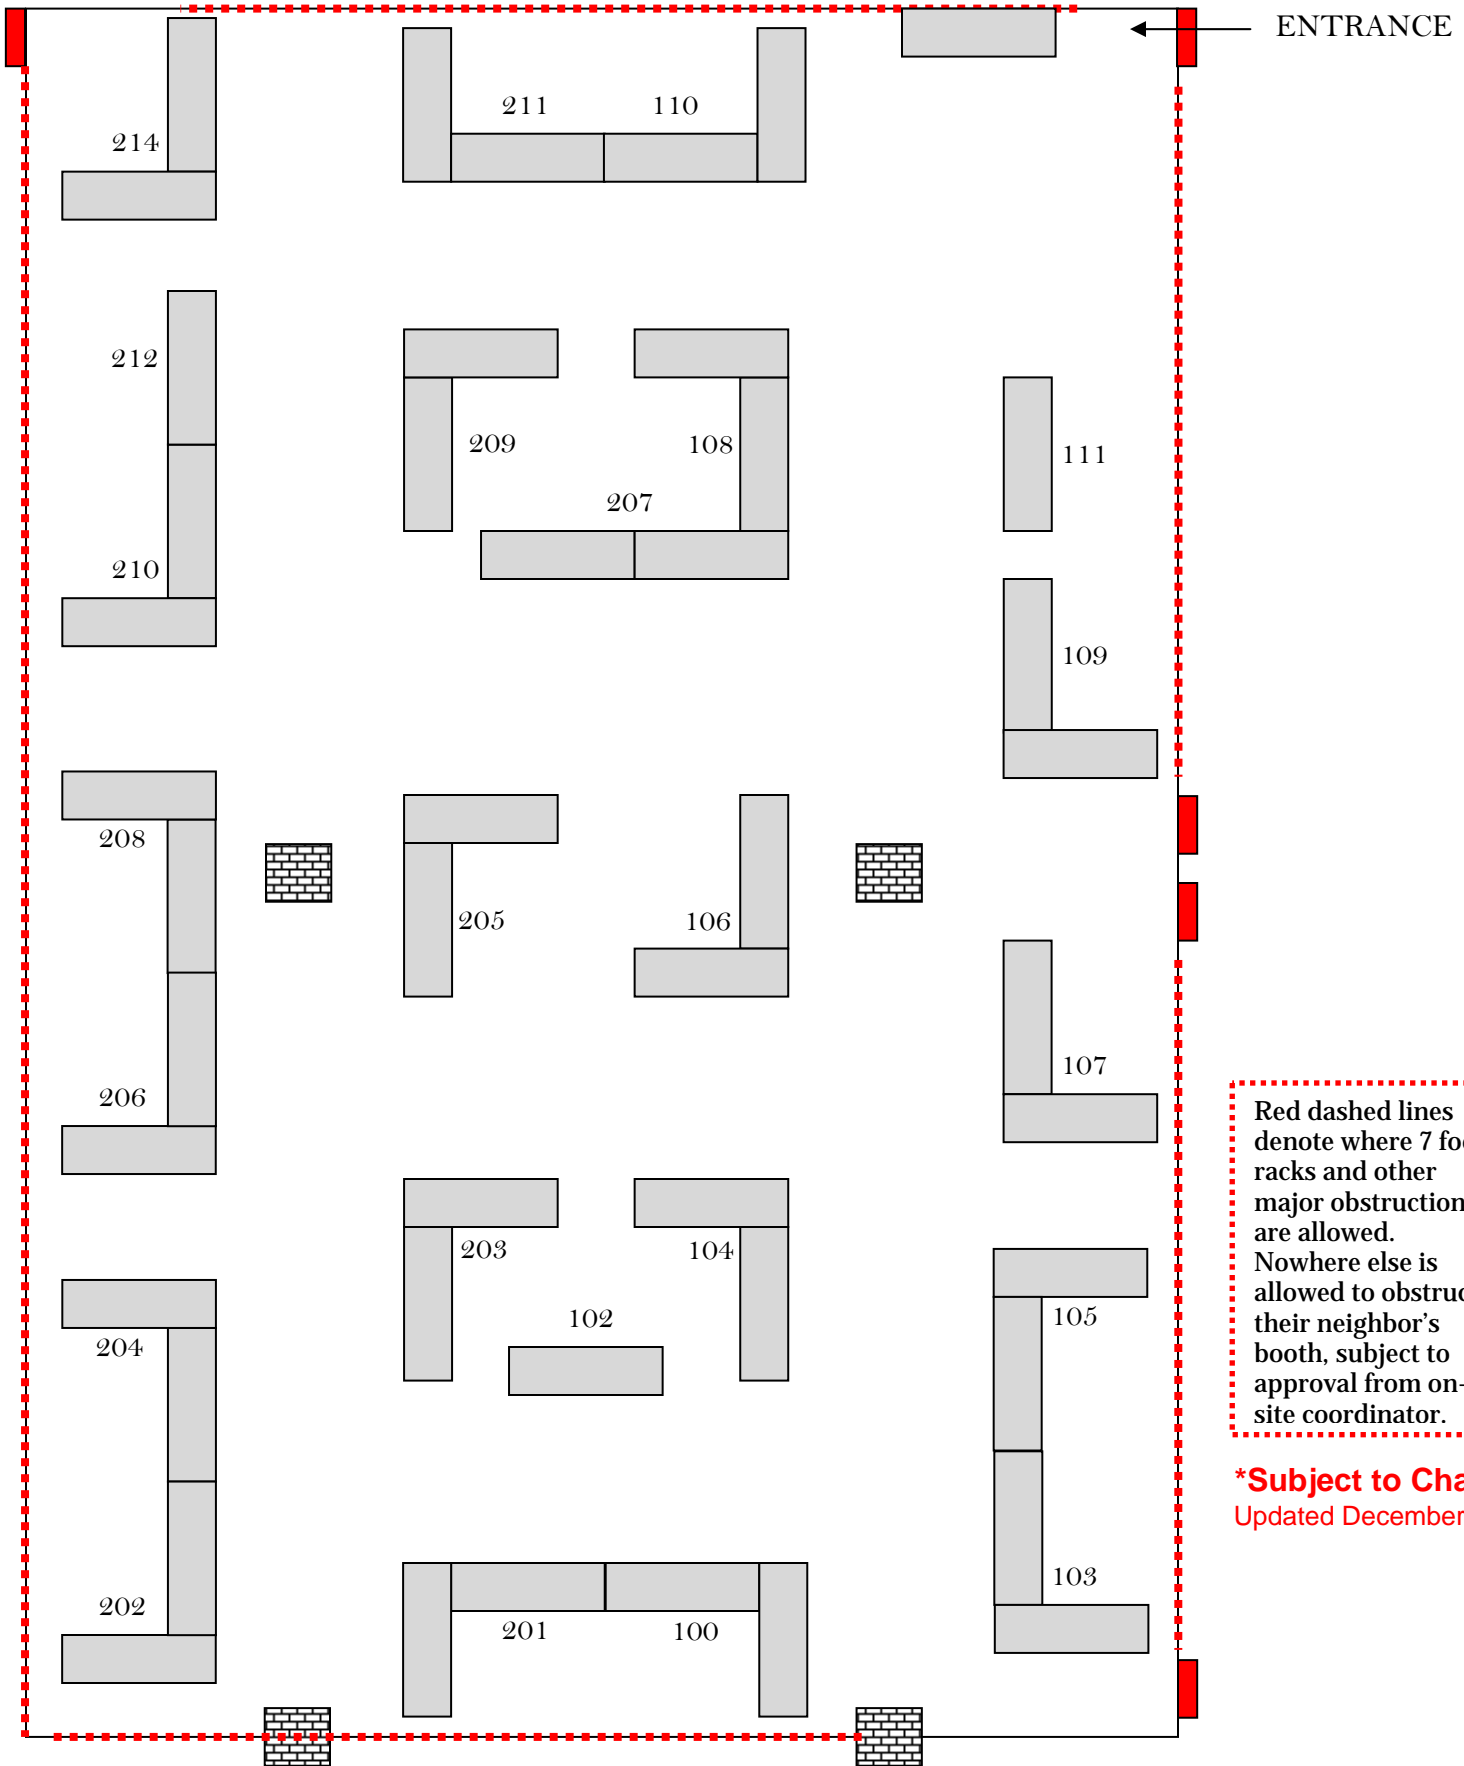 ENTRANCE
211
110
214
212
209
108
111
207
210
109
208
205
106
206
107
203
104
102
204
105
202
201
100
103
Red dashed lines
denote where 7
racks and other
major obstruction
are allowed.
Nowhere else is
allowed to
their neighbor's
booth, subject to
approval from on-
site coordinator.
*Subject to
Updated December